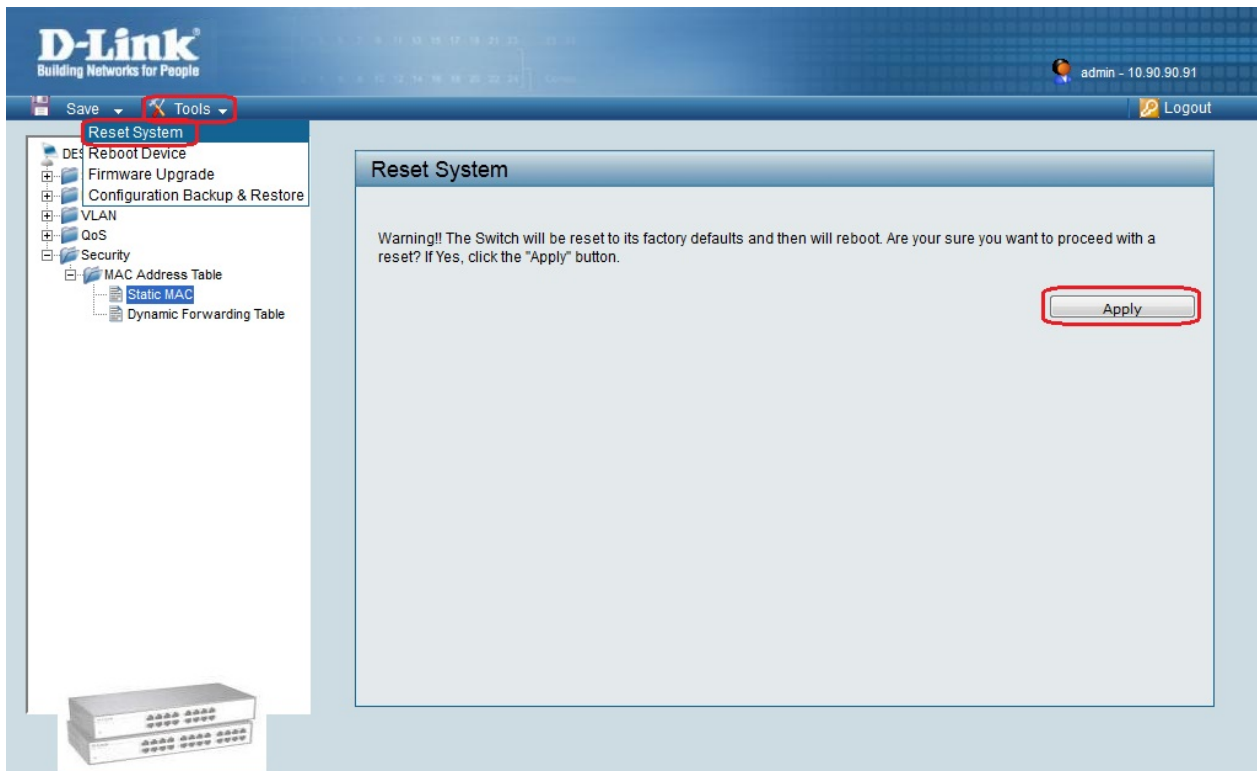 D-Link®
Building Networks for People
admin - 10.90.90.91
Save
Tools
Logout
Reset System
Reboot Device
Firmware Upgrade
Configuration Backup & Restore
DES
VLAN
QoS
Security
MAC Address Table
Static MAC
Dynamic Forwarding Table
Reset System
Warning!! The Switch will be reset to its factory defaults and then will reboot. Are your sure you want to proceed with a
reset? If Yes, click the "Apply" button.
Apply